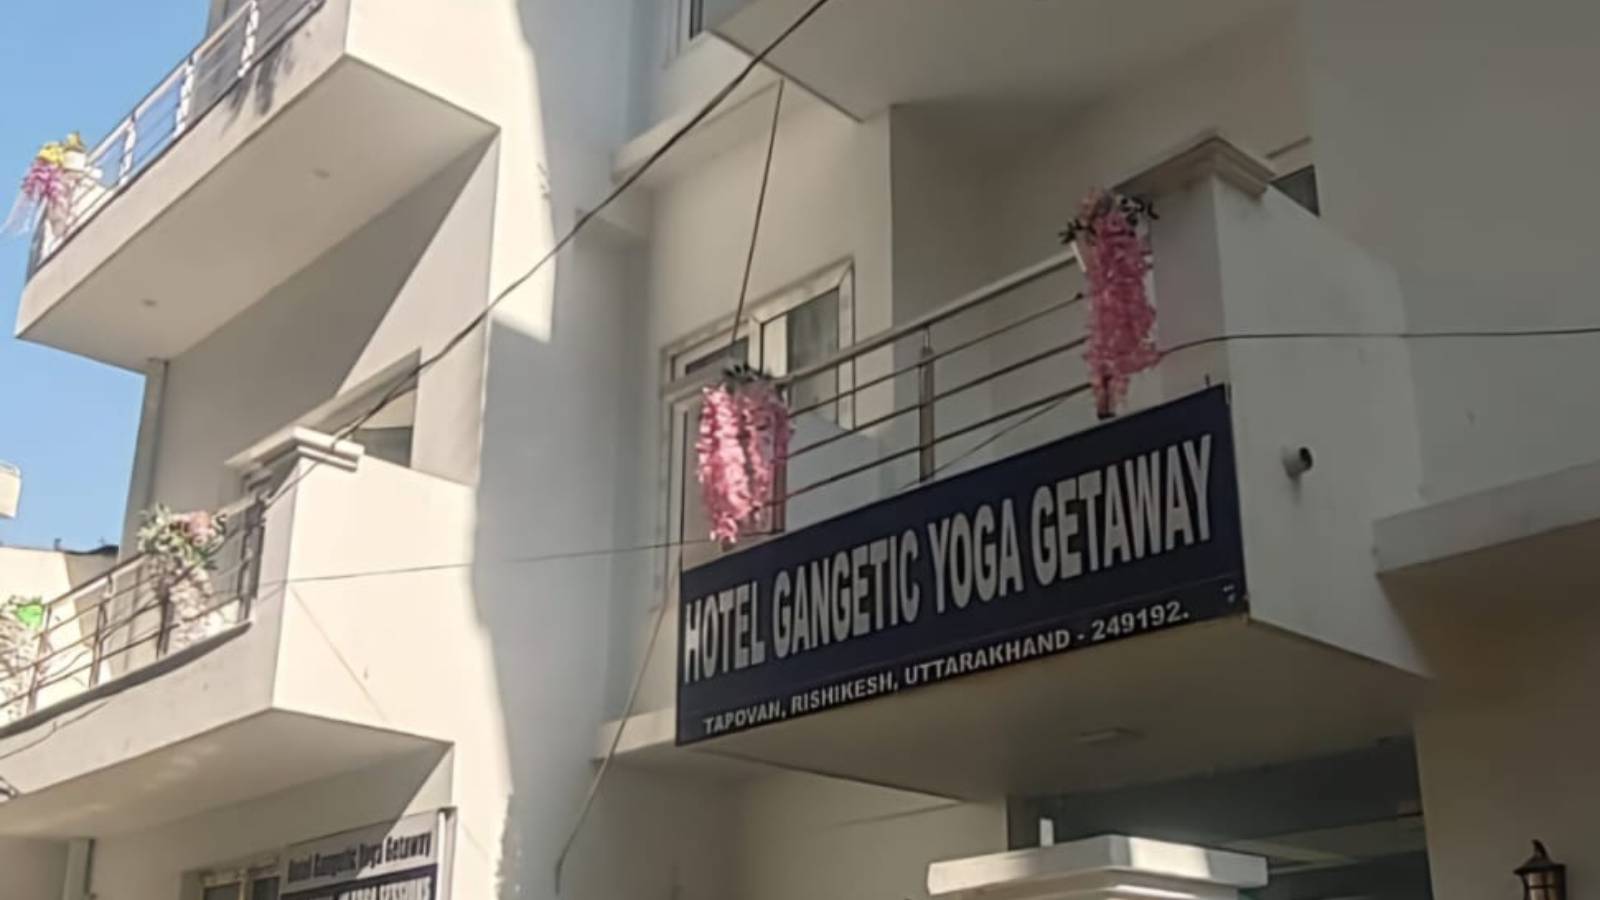 HOTEL GANGETIC YOGA GETAWAY
TAPOVAN, RISHIKESH, UTTARAKHAND - 249192.
Hotel Gangetic Yoga Getaway